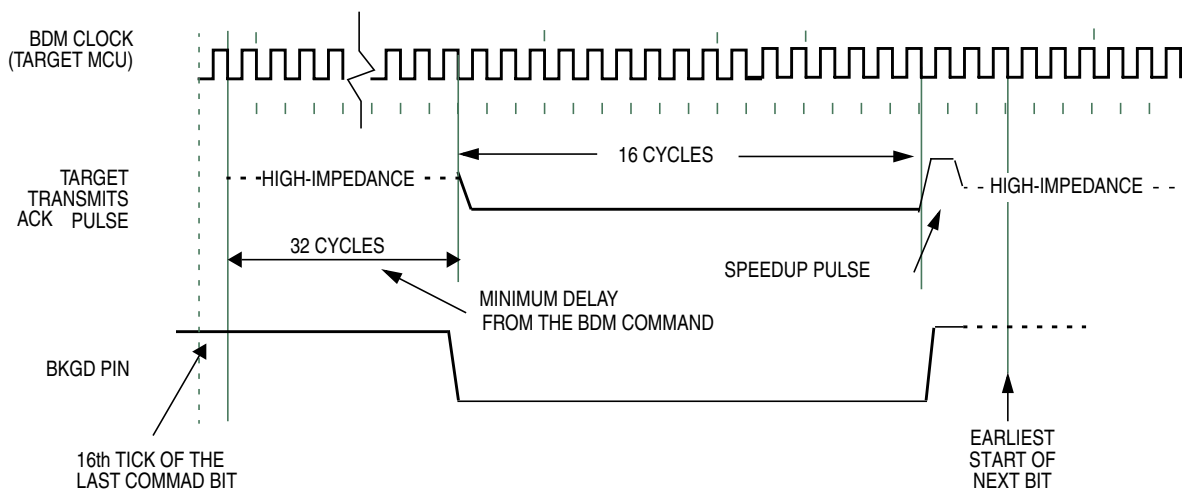 BDM CLOCK
(TARGET MCU)
16 CYCLES
TARGET
TRANSMITS
ACK PULSE
HIGH-IMPEDANCE
HIGH-IMPEDANCE
32 CYCLES
SPEEDUP PULSE
MINIMUM DELAY
FROM THE BDM COMMAND
BKGD PIN
16th TICK OF THE
LAST COMMAD BIT
EARLIEST
START OF
NEXT BIT